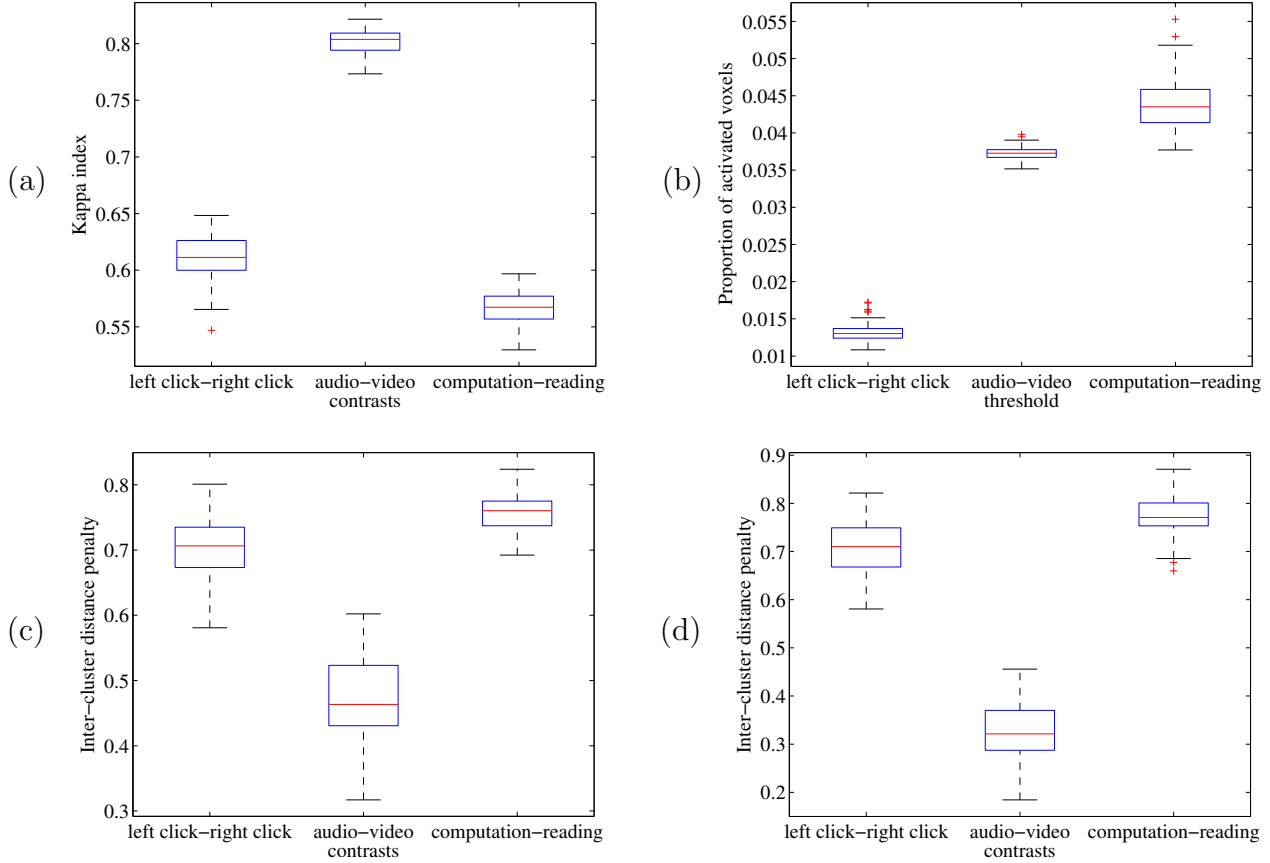 (a)
Kappa index
0.8
0.75
0.7
0.65
0.6
0.55
left click−right click audio−video computation−reading
contrasts
(b)
Proportion of activated voxels
0.055
0.05
0.045
0.04
0.035
0.03
0.025
0.02
0.015
0.01
left click−right click audio−video computation−reading
threshold
(c)
Inter−cluster distance penalty
0.8
0.7
0.6
0.5
0.4
0.3
left click−right click audio−video computation−reading
contrasts
(d)
Inter−cluster distance penalty
0.9
0.8
0.7
0.6
0.5
0.4
0.3
0.2
left click−right click audio−video computation−reading
contrasts